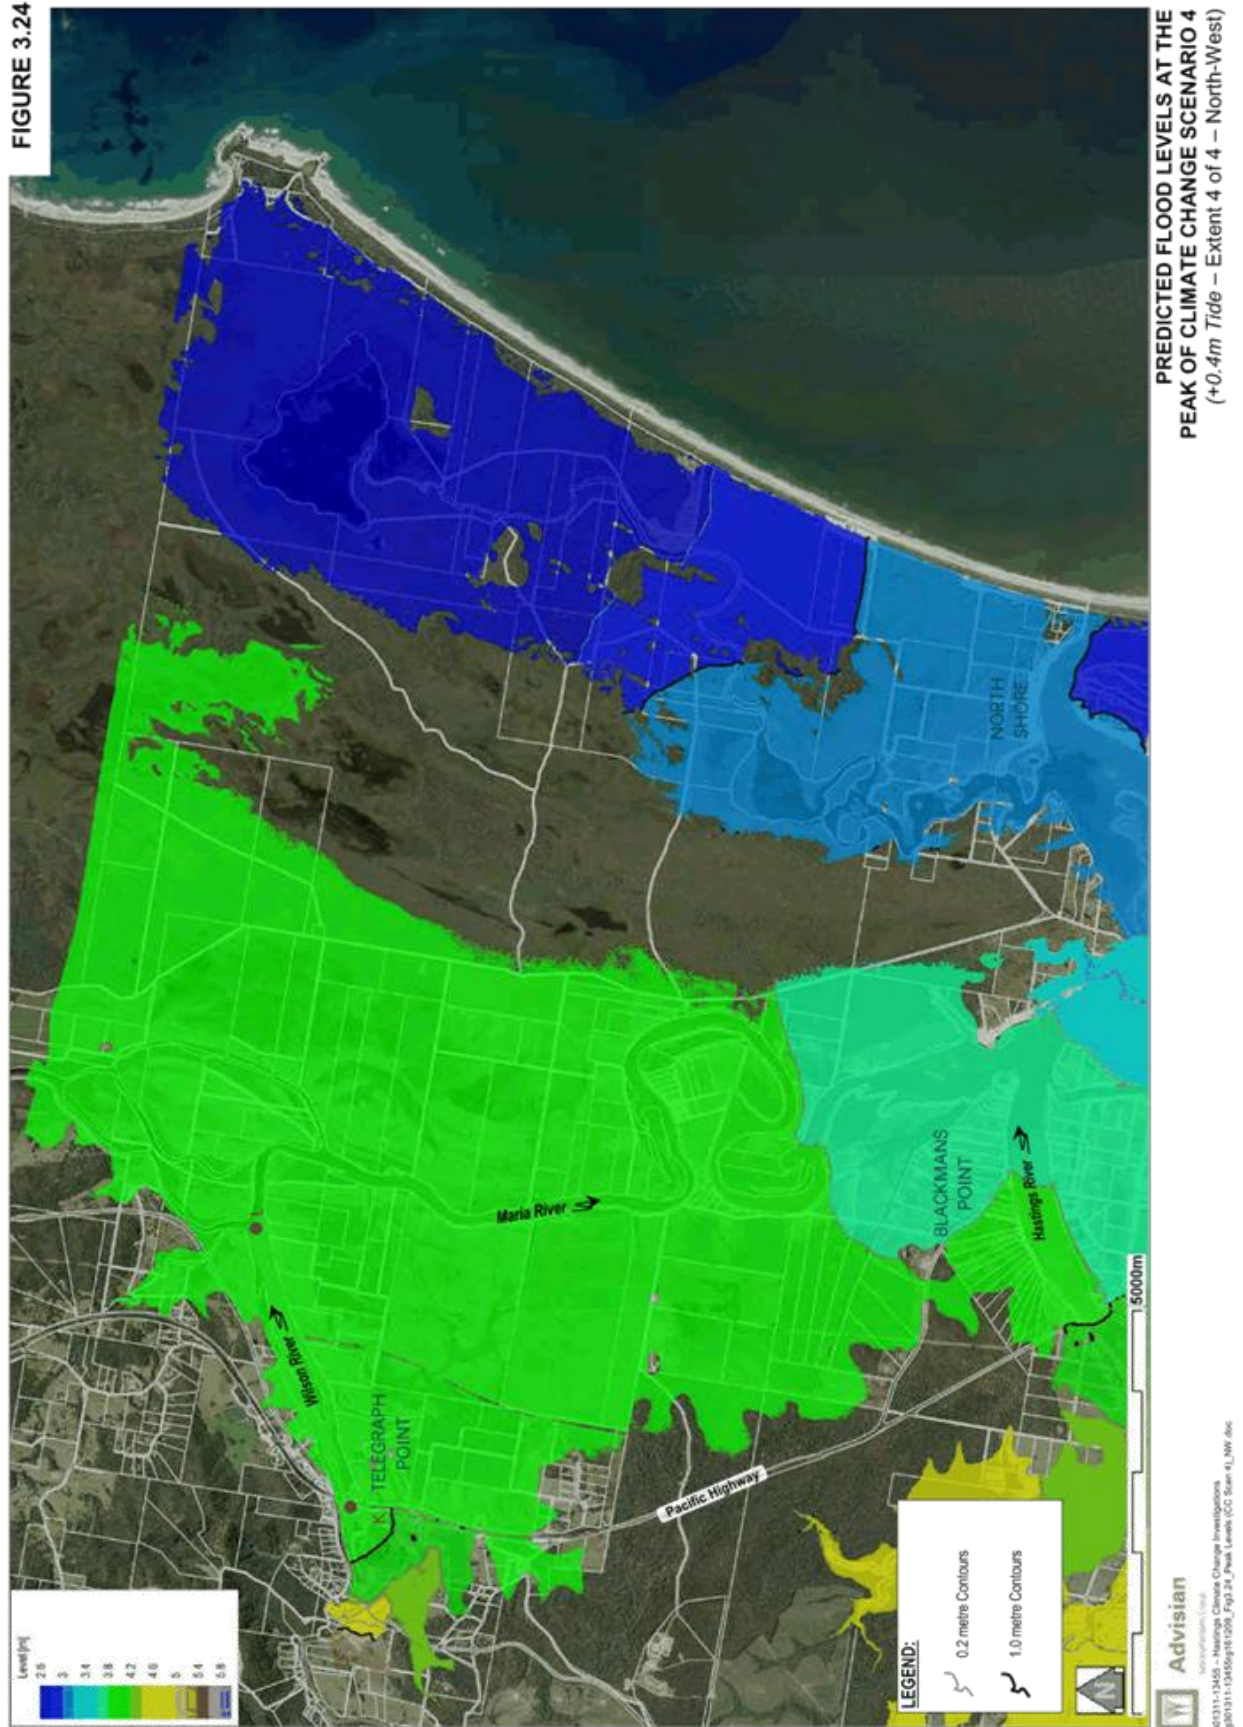 FIGURE 3.24
Level [m]
2.6
3
3.4
3.8
4.2
4.6
5
5.4
5.8
Wilson River
K
TELEGRAPH
POINT
L
Maria River
Pacific Highway
NORTH
SHORE
BLACKMANS
POINT
Hastings River
5000m
LEGEND:
0.2 metre Contours
1.0 metre Contours
N
Advisian
PREDICTED FLOOD LEVELS AT THE
PEAK OF CLIMATE CHANGE SCENARIO 4
(+0.4m Tide – Extent 4 of 4 – North-West)